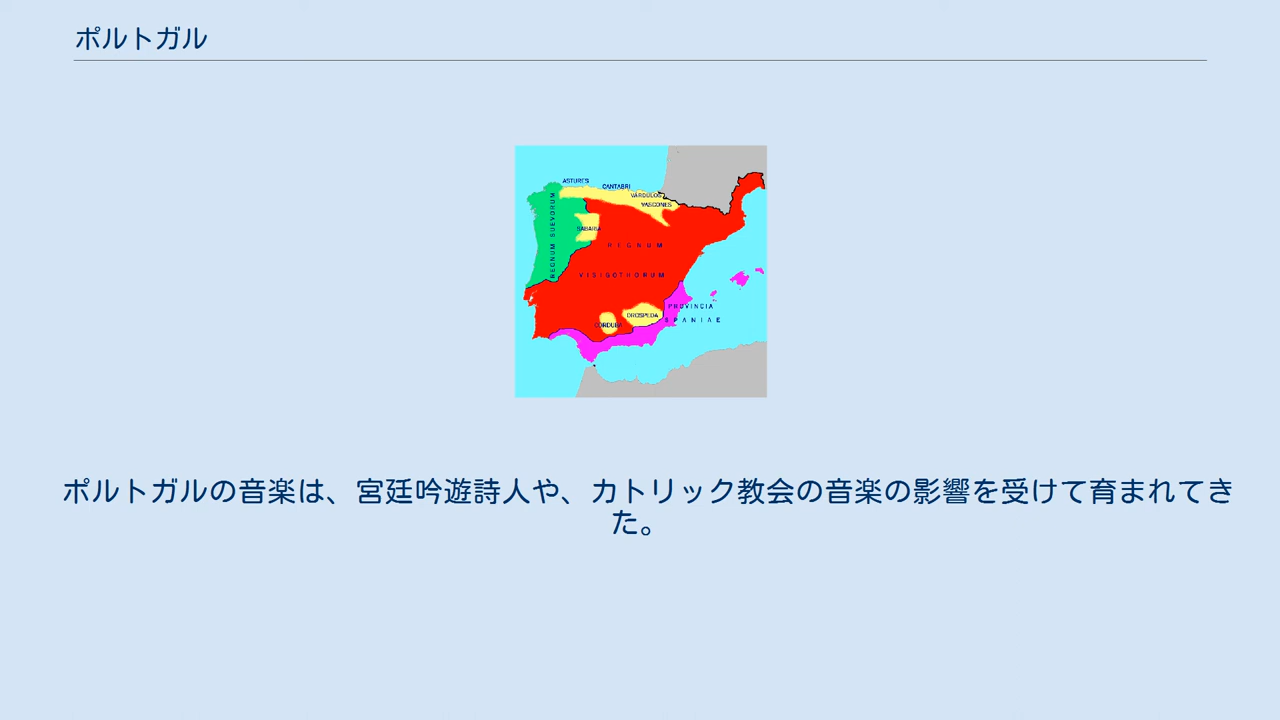 ポルトガル
ASTURES
CANTABRI
VARDULOS
VASCONES
REGNUM SUEVORUM
SABARIA
REGNUM
VISIGOTHORUM
PROVINCIA
SPANIAE
OROSPEDA
CORDUBA
ポルトガルの音楽は、宮廷吟遊詩人や、カトリック教会の音楽の影響を受けて育まれてき
た。